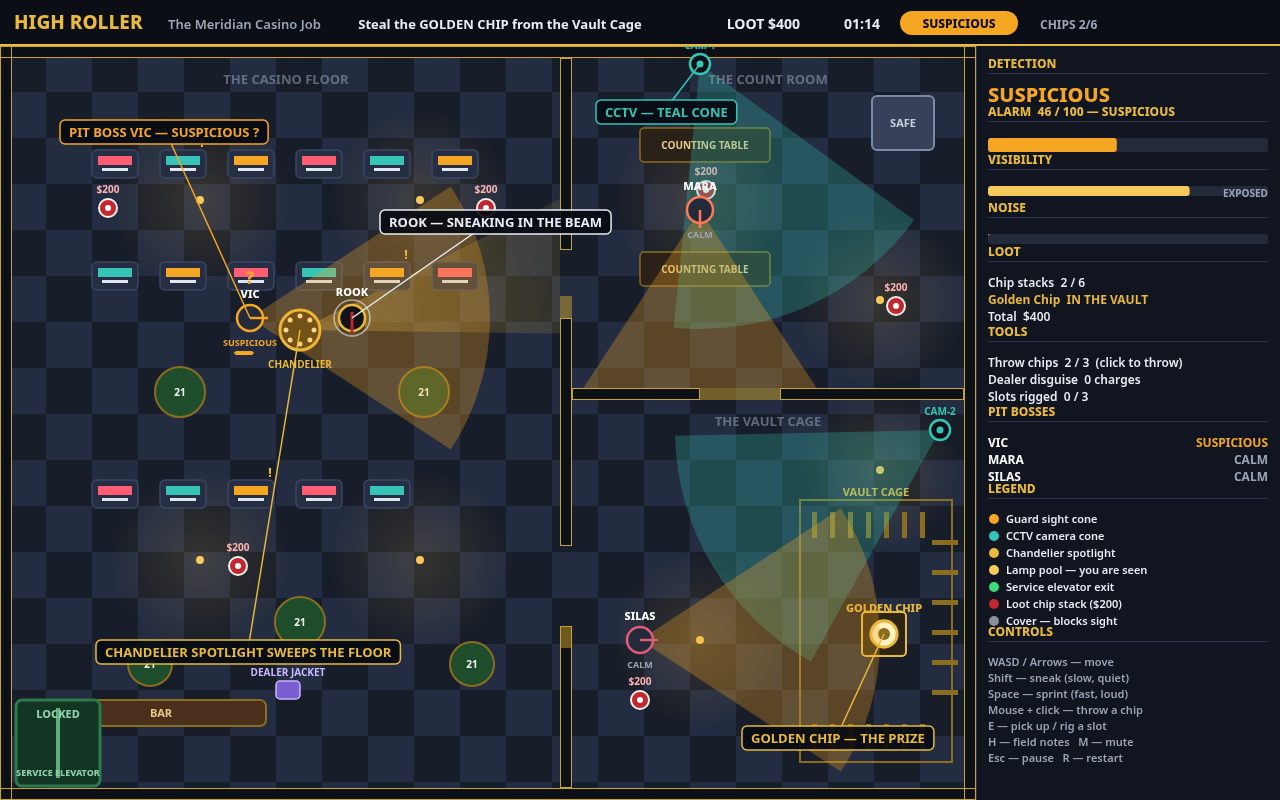 HIGH ROLLER
The Meridian Casino Job
Steal the GOLDEN CHIP from the Vault Cage
LOOT $400
01:14
SUSPICIOUS
CHIPS 2/6
THE CASINO FLOOR
PIT BOSS VIC — SUSPICIOUS ?
$200
$200
ROOK — SNEAKING IN THE BEAM
!
?
VIC
ROOK
SUSPICIOUS
CHANDELIER
21
21
!
$200
21
CHANDELIER SPOTLIGHT SWEEPS THE FLOOR
21
21
DEALER JACKET
BAR
LOCKED
SERVICE ELEVATOR
CAM-1
THE COUNT ROOM
CCTV — TEAL CONE
SAFE
COUNTING TABLE
$200
MARA
CALM
COUNTING TABLE
$200
THE VAULT CAGE
CAM-2
VAULT CAGE
GOLDEN CHIP
SILAS
CALM
$200
GOLDEN CHIP — THE PRIZE
DETECTION
SUSPICIOUS
ALARM 46 / 100 — SUSPICIOUS
VISIBILITY
EXPOSED
NOISE
LOOT
Chip stacks 2 / 6
Golden Chip IN THE VAULT
Total $400
TOOLS
Throw chips 2 / 3 (click to throw)
Dealer disguise 0 charges
Slots rigged 0 / 3
PIT BOSSES
VIC SUSPICIOUS
MARA CALM
SILAS CALM
LEGEND
Guard sight cone
CCTV camera cone
Chandelier spotlight
Lamp pool — you are seen
Service elevator exit
Loot chip stack ($200)
Cover — blocks sight
CONTROLS
WASD / Arrows — move
Shift — sneak (slow, quiet)
Space — sprint (fast, loud)
Mouse + click — throw a chip
E — pick up / rig a slot
H — field notes M — mute
Esc — pause R — restart